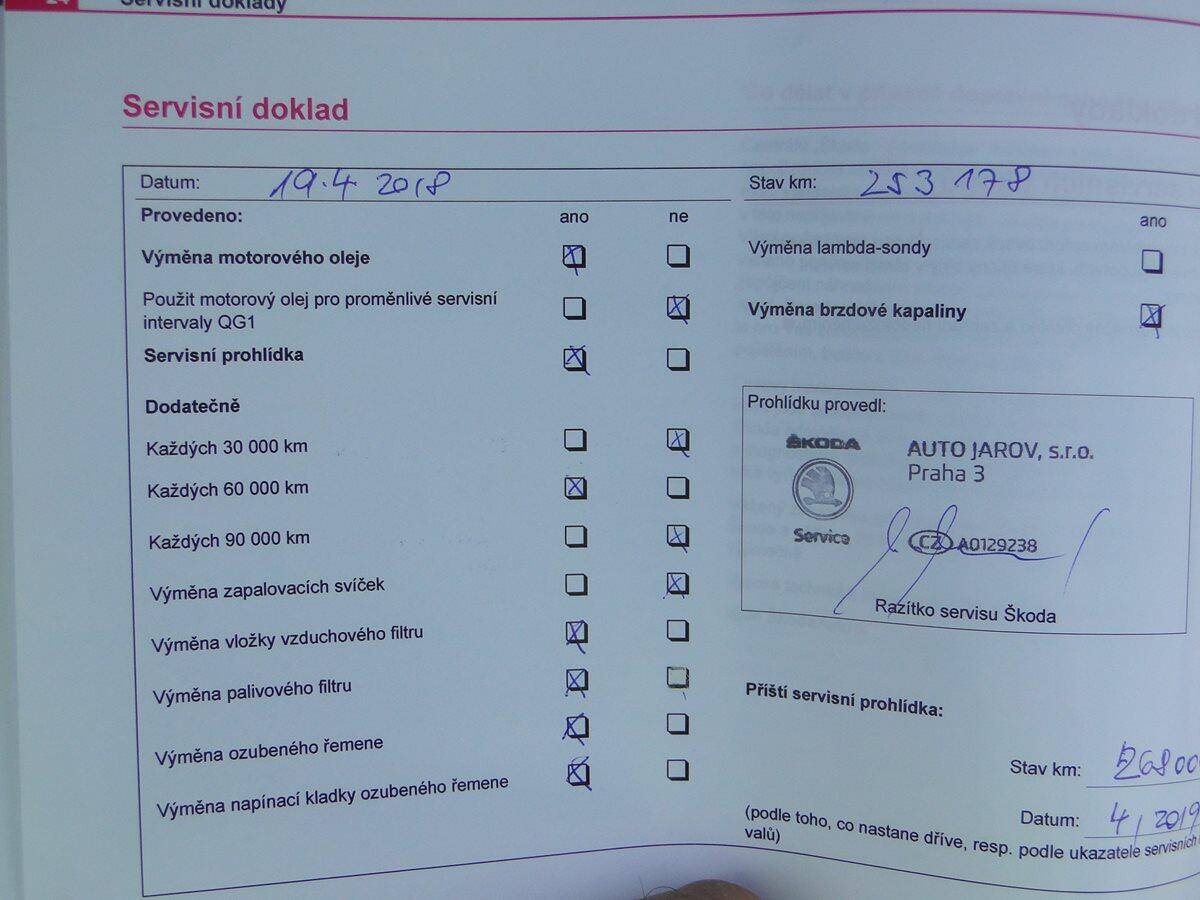 24 Servisní doklady
Servisní doklad
Datum: 19.4 2018
Provedeno: ano ne
Výměna motorového oleje
Použit motorový olej pro proměnlivé servisní
intervaly QG1
Servisní prohlídka
Dodatečně
Každých 30 000 km
Každých 60 000 km
Každých 90 000 km
Výměna zapalovacích svíček
Výměna vložky vzduchového filtru
Výměna palivového filtru
Výměna ozubeného řemene
Výměna napínací kladky ozubeného řemene
Stav km: 253 178
ano
Výměna lambda-sondy
Výměna brzdové kapaliny
Prohlídku provedl:
ŠKODA
Service
AUTO JAROV, s.r.o.
Praha 3
CZ A0129238
Razítko servisu Škoda
Příští servisní prohlídka:
Stav km: 26800
Datum: 4, 2019
(podle toho, co nastane dříve, resp. podle ukazatele servisních
valů)